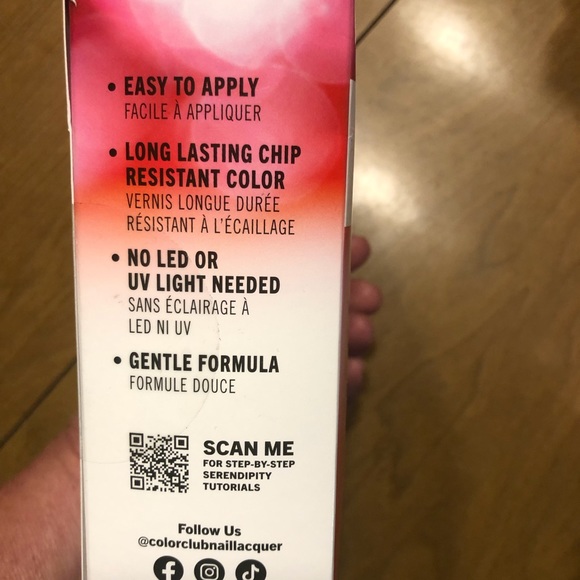 • EASY TO APPLY
FACILE À APPLIQUER
• LONG LASTING CHIP
RESISTANT COLOR
VERNIS LONGUE DURÉE
RÉSISTANT À L'ÉCAILLAGE
• NO LED OR
UV LIGHT NEEDED
SANS ÉCLAIRAGE À
LED NI UV
• GENTLE FORMULA
FORMULE DOUCE
SCAN ME
FOR STEP-BY-STEP
SERENDIPITY
TUTORIALS
Follow Us
@colorclubnaillacquer